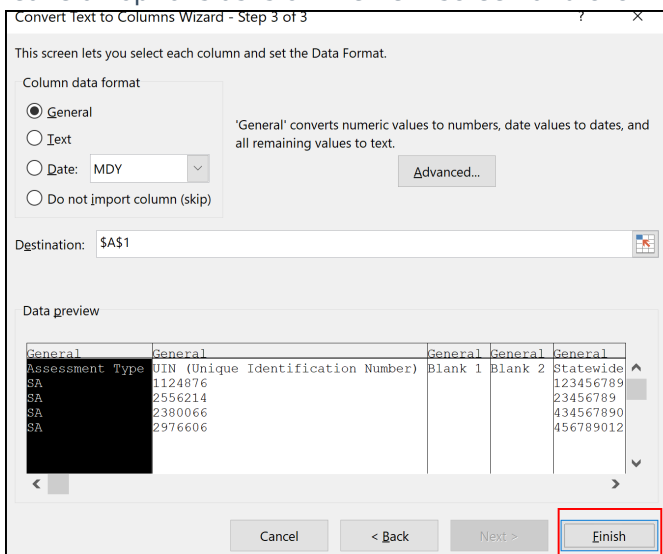 Convert Text to Columns Wizard - Step 3 of 3 ? ×
This screen lets you select each column and set the Data Format.
Column data format
General
Text
Date: MDY
Do not import column (skip)
'General' converts numeric values to numbers, date values to dates, and
all remaining values to text.
Advanced...
Destination: $A$1
Data preview
General General General General General
Assessment Type UIN (Unique Identification Number) Blank 1 Blank 2 Statewide
SA 1124876 123456789
SA 2556214 23456789
SA 2380066 434567890
SA 2976606 456789012
Cancel < Back Next > Finish